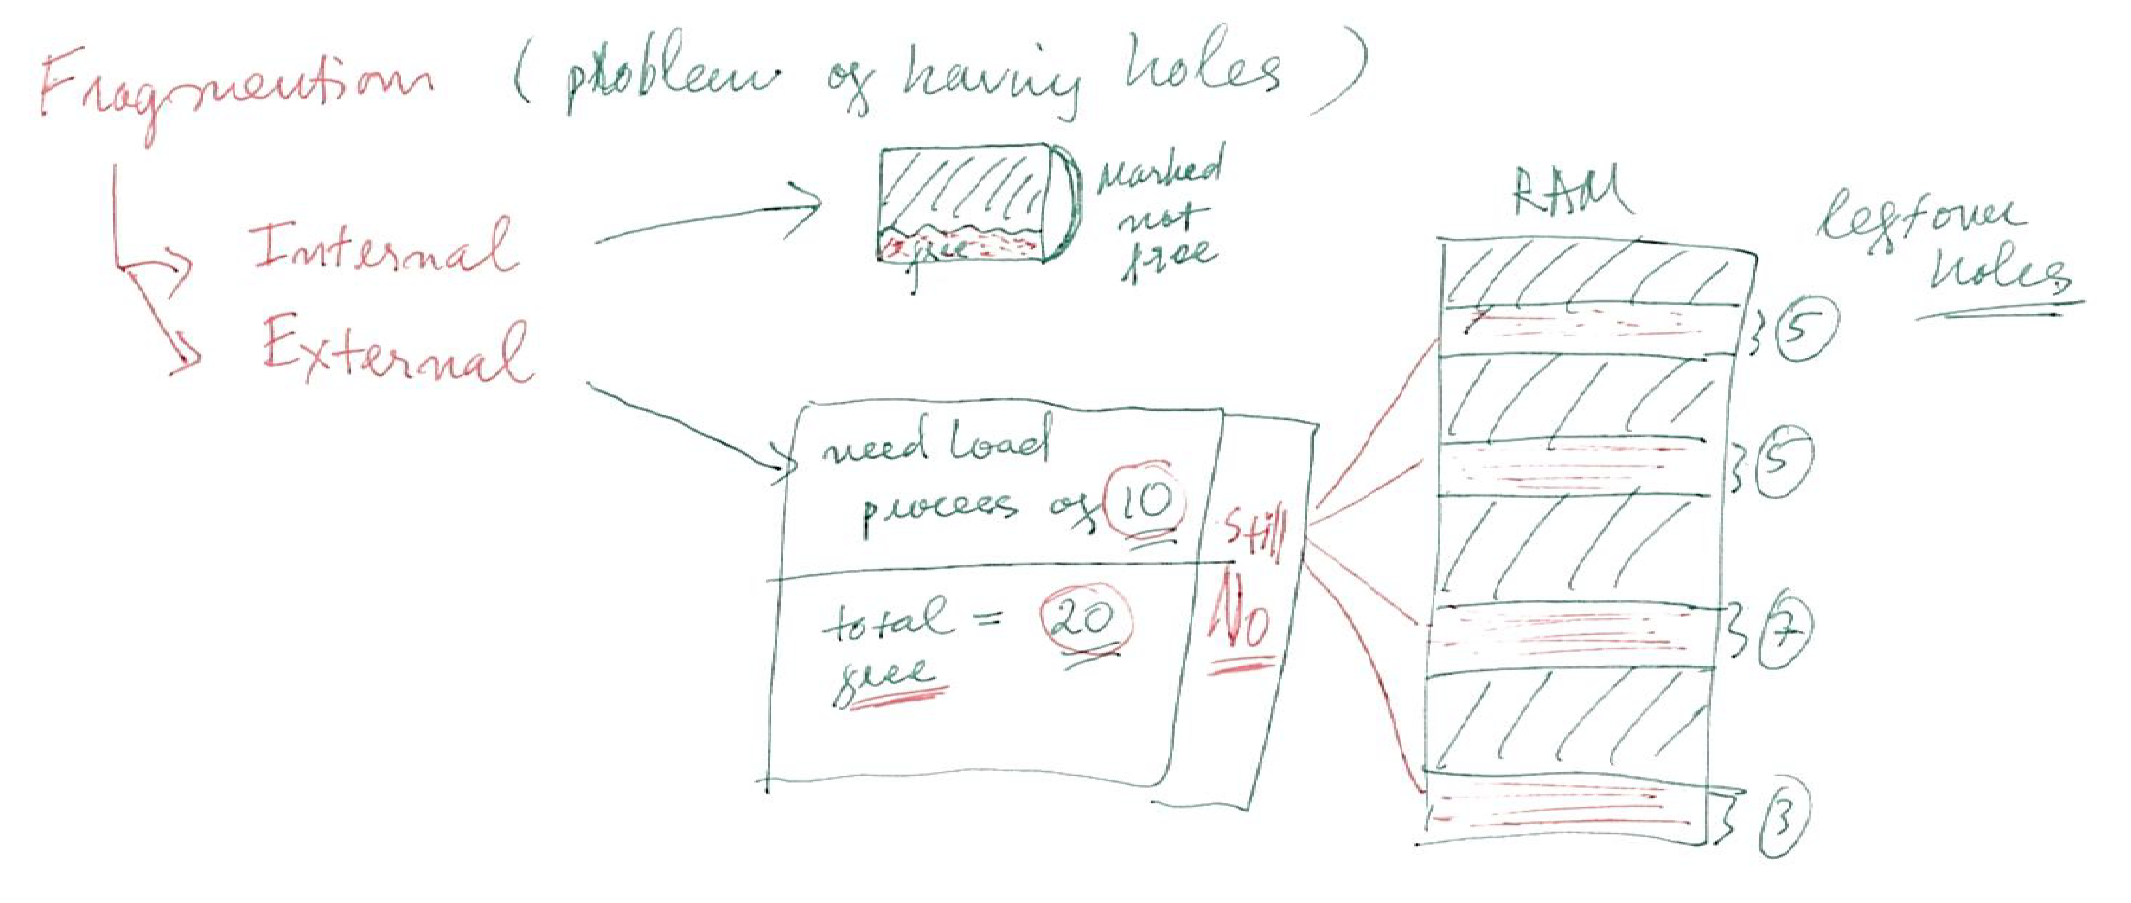 Fragmention (problem of having holes)
Internal
External
free
Marked
not
free
need load
process of 10
total = 20
free
Still
No
RAM
leftover
holes
5
5
7
3